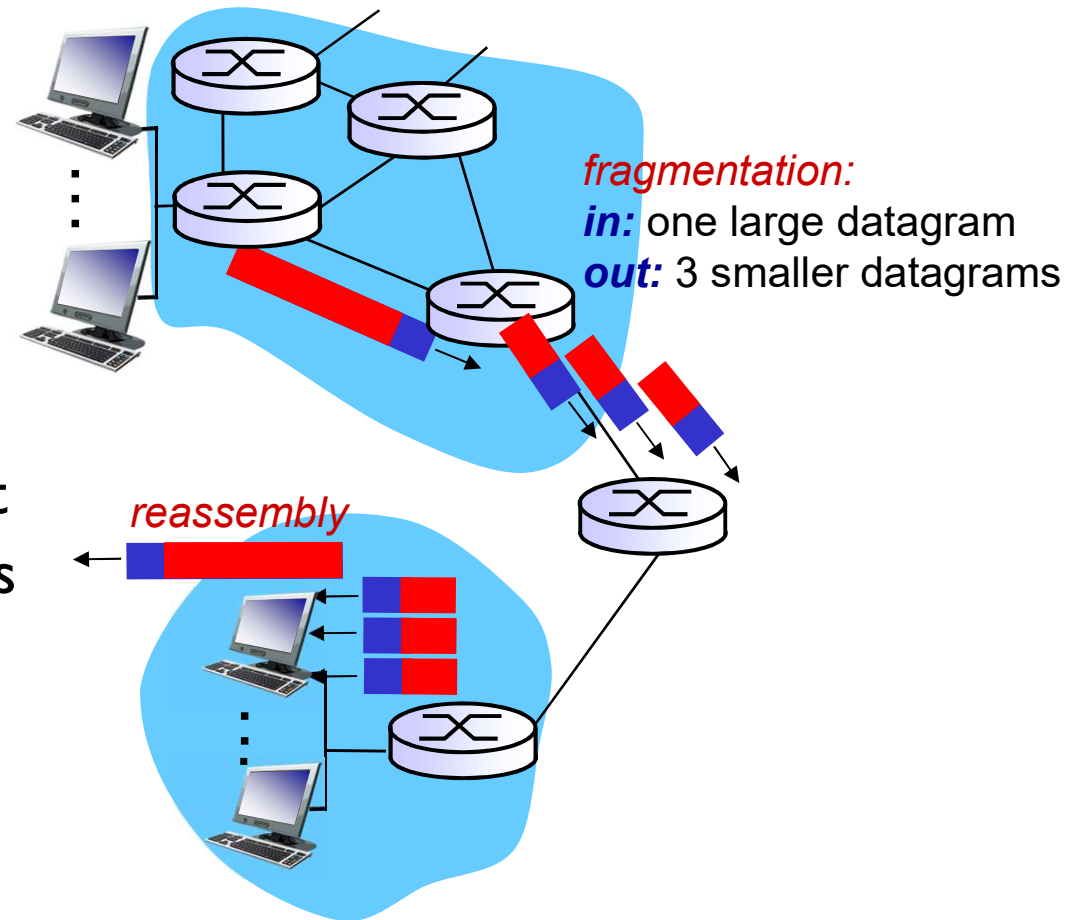 fragmentation:
in: one large datagram
out: 3 smaller datagrams
reassembly